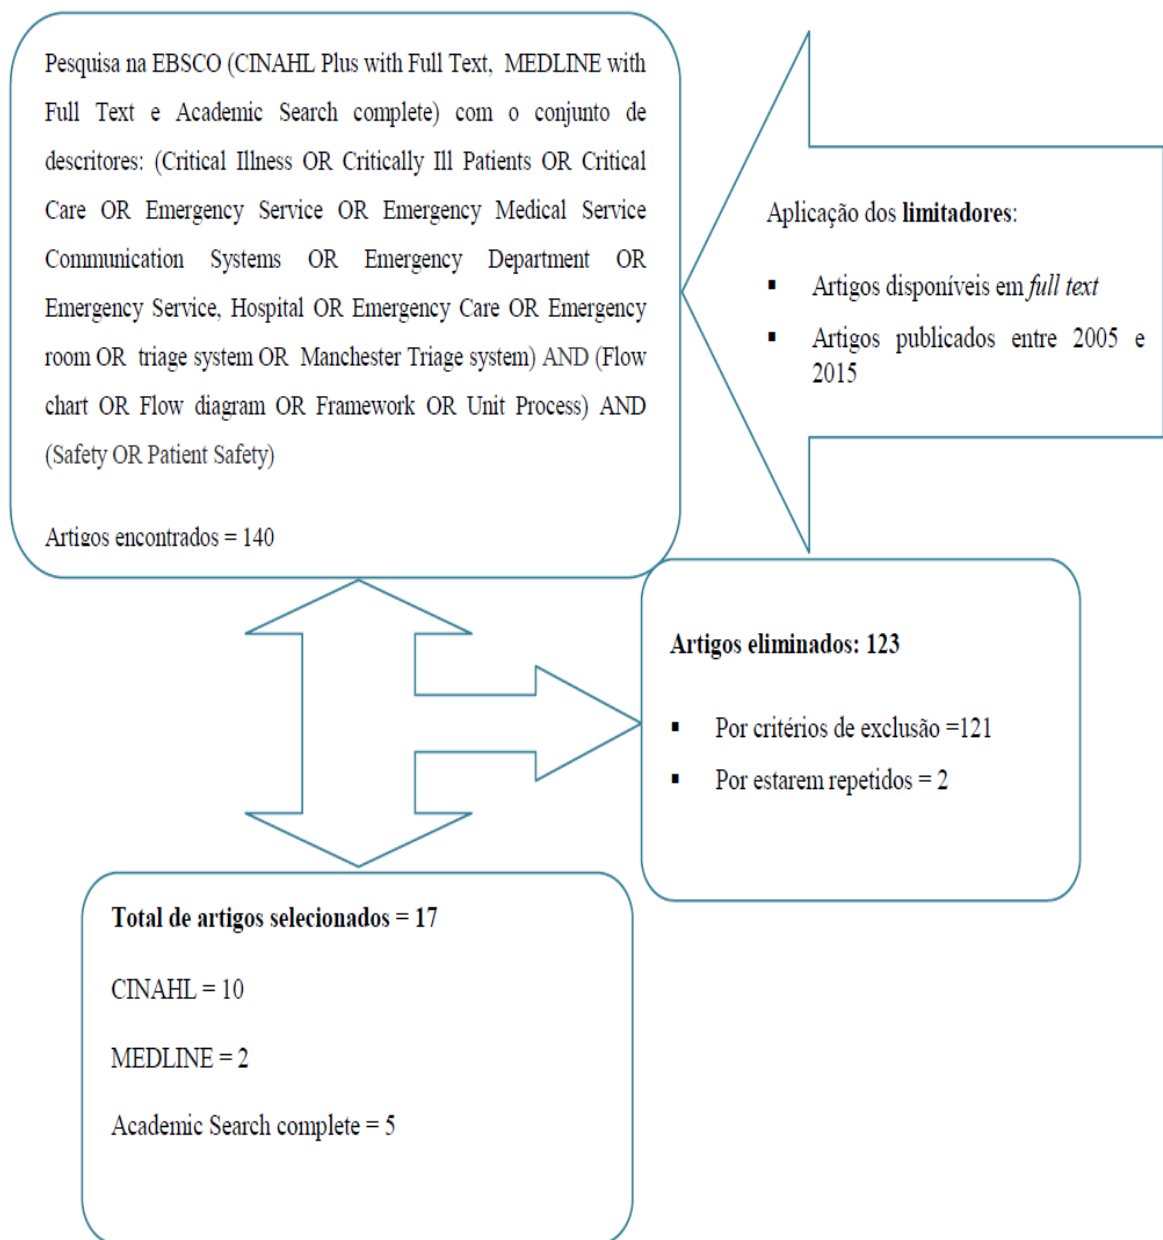 Pesquisa na EBSCO (CINAHL Plus with Full Text, MEDLINE with
Full Text e Academic Search complete) com o conjunto de
descritores: (Critical Illness OR Critically Ill Patients OR Critical
Care OR Emergency Service OR Emergency Medical Service
Communication Systems OR Emergency Department OR
Emergency Service, Hospital OR Emergency Care OR Emergency
room OR triage system OR Manchester Triage system) AND (Flow
chart OR Flow diagram OR Framework OR Unit Process) AND
(Safety OR Patient Safety)
Artigos encontrados = 140
Aplicação dos limitadores:
▪ Artigos disponíveis em full text
▪ Artigos publicados entre 2005 e
2015
Artigos eliminados: 123
▪ Por critérios de exclusão =121
▪ Por estarem repetidos = 2
Total de artigos selecionados = 17
CINAHL = 10
MEDLINE = 2
Academic Search complete = 5